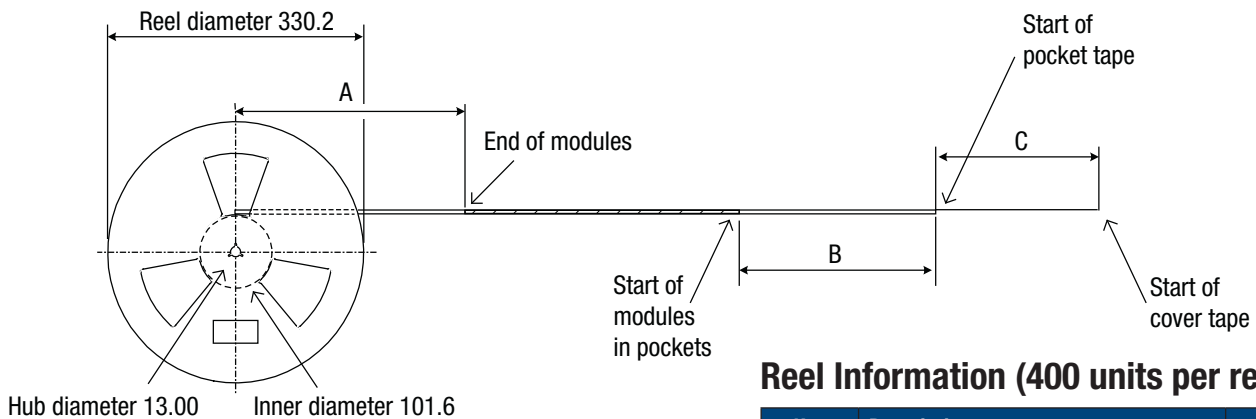 Reel diameter 330.2
Start of
pocket tape
A
End of modules
C
B
Start of
modules
in pockets
Start of
cover tape
Hub diameter 13.00
Inner diameter 101.6
Reel Information (400 units per re